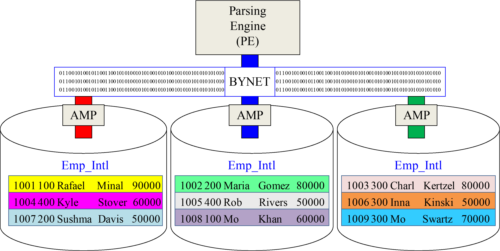 Parsing
Engine
(PE)
BYNET
AMP AMP AMP
Emp_Intl Emp_Intl Emp_Intl
1001 100 Rafael Minal 90000
1004 400 Kyle Stover 60000
1007 200 Sushma Davis 50000
1002 200 Maria Gomez 80000
1005 400 Rob Rivers 50000
1008 100 Mo Khan 60000
1003 300 Charl Kertzel 80000
1006 300 Inna Kinski 50000
1009 300 Mo Swartz 70000